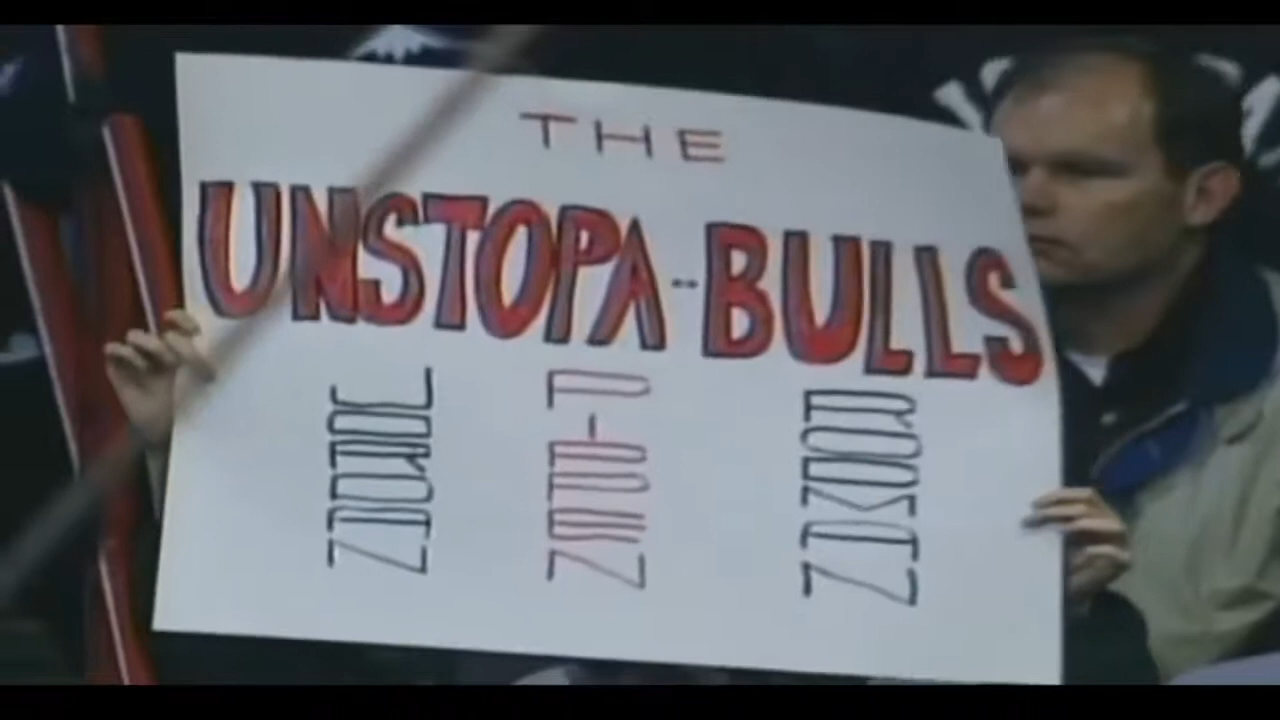 THE
UNSTOPA--BULLS
JORDAN
PIPPEN
RODMAN